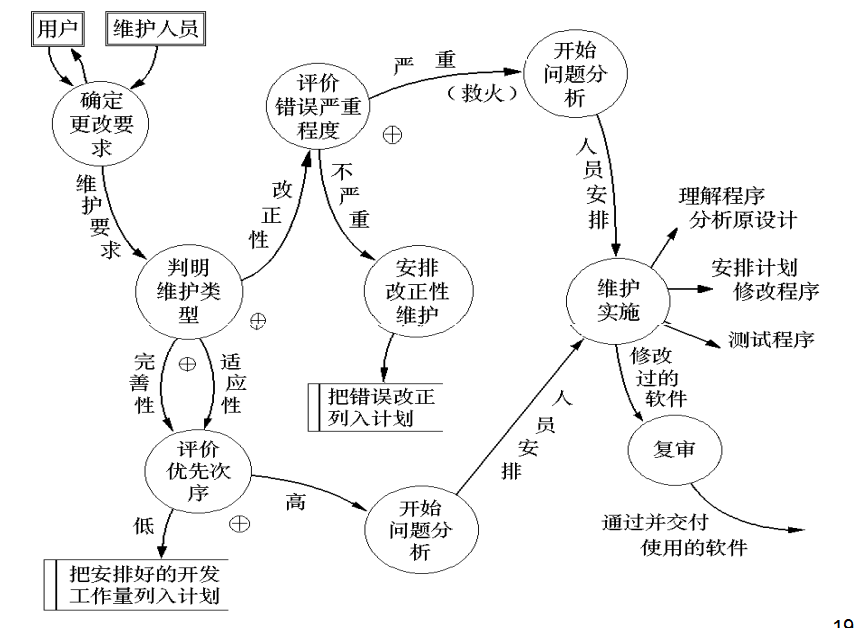 用户
维护人员
确定
更改要
求
维护要求
判明
维护类
型
改正性
评价
错误严重
程度
严重
（救火）
开始
问题分
析
人员安排
不严重
安排
改正性
维护
把错误改正
列入计划
完善性
适应性
评价
优先次
序
低
把安排好的开发
工作量列入计划
高
开始
问题分
析
人员安排
维护
实施
理解程序
分析原设计
安排计划
修改程序
测试程序
修改
过的
软件
复审
通过并交付
使用的软件
19